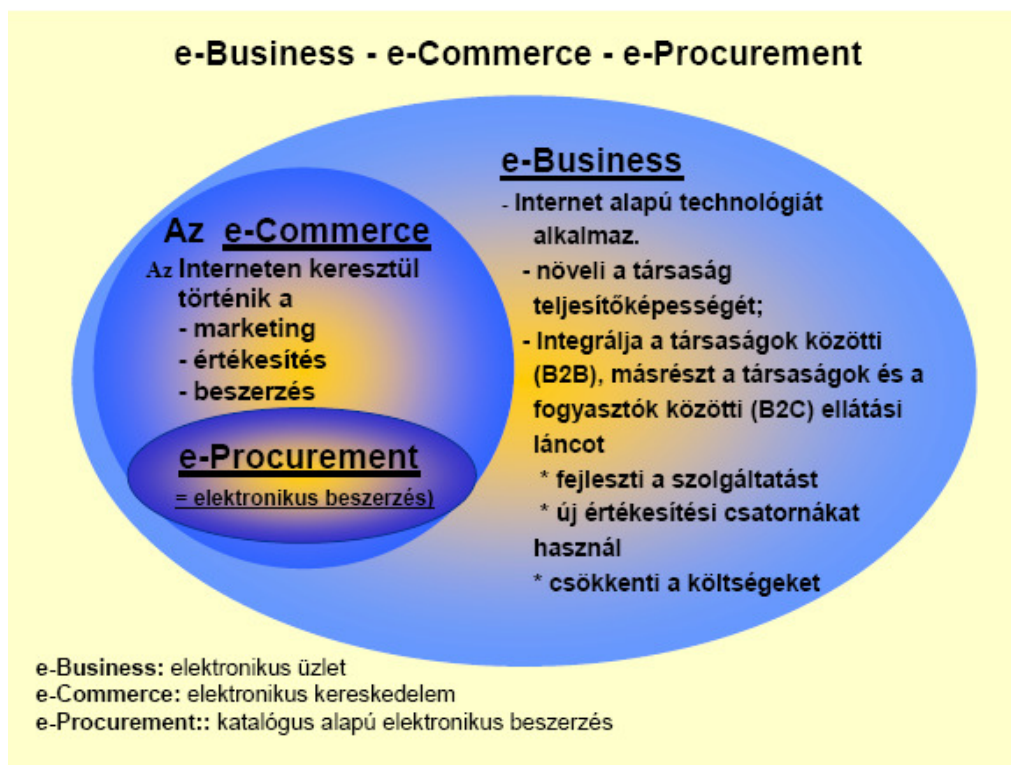 e-Business - e-Commerce - e-Procurement
Az e-Commerce
Az Interneten keresztül
történik a
- marketing
- értékesítés
- beszerzés
e-Procurement
= elektronikus beszerzés)
e-Business
- Internet alapú technológiát
alkalmaz.
- növeli a társaság
teljesítőképességét;
- Integrálja a társaságok közötti
(B2B), másrészt a társaságok és a
fogyasztók közötti (B2C) ellátási
láncot
* fejleszti a szolgáltatást
* új értékesítési csatornákat
használ
* csökkenti a költségeket
e-Business: elektronikus üzlet
e-Commerce: elektronikus kereskedelem
e-Procurement:: katalógus alapú elektronikus beszerzés